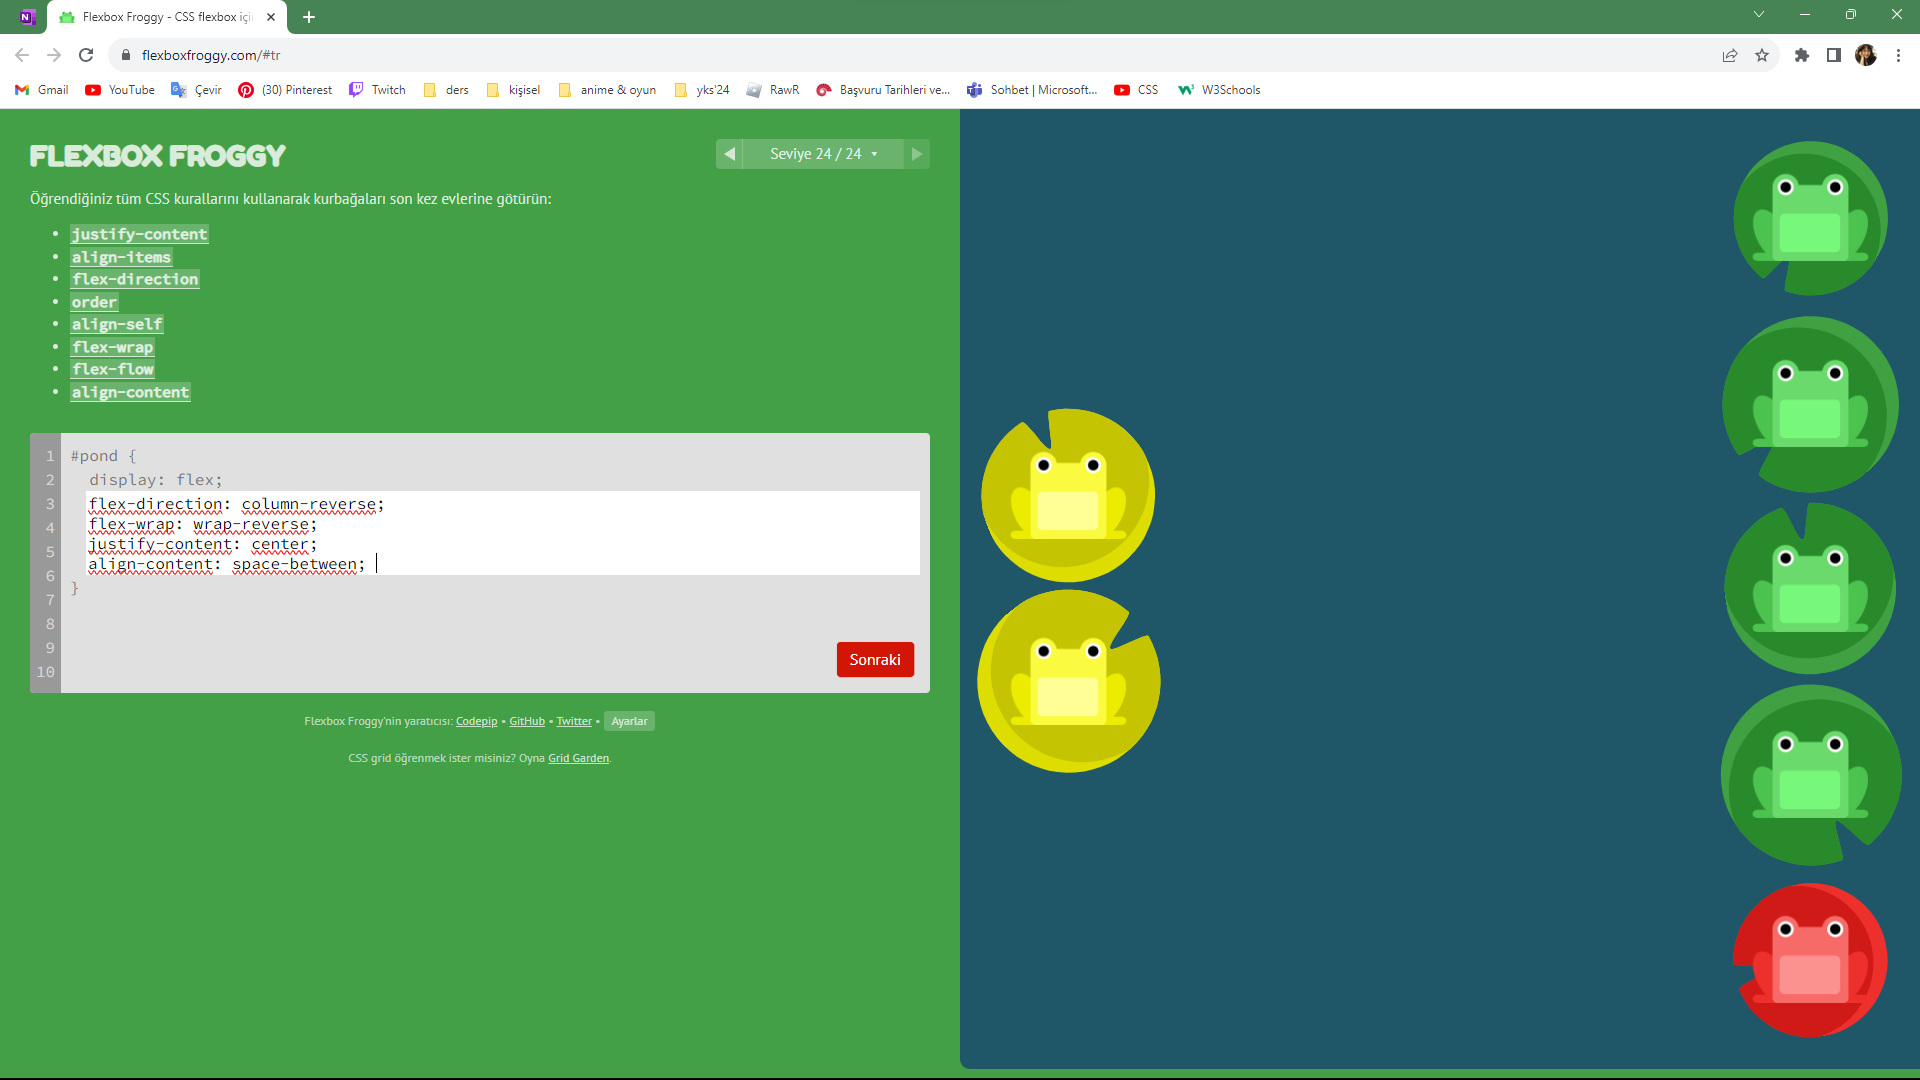 Flexbox Froggy - CSS flexbox içi
flexboxfroggy.com/#tr
Gmail YouTube Çevir (30) Pinterest Twitch ders kişisel anime & oyun yks'24 RawR Başvuru Tarihleri ve... Sohbet | Microsoft... CSS W3Schools
FLEXBOX FROGGY
Seviye 24 / 24
Öğrendiğiniz tüm CSS kurallarını kullanarak kurbağaları son kez evlerine götürün:
justify-content
align-items
flex-direction
order
align-self
flex-wrap
flex-flow
align-content
1 #pond {
2 display: flex;
3 flex-direction: column-reverse;
4 flex-wrap: wrap-reverse;
5 justify-content: center;
6 align-content: space-between;
7 }
8
9
10
Sonraki
Flexbox Froggy'nin yaratıcısı: Codepip • GitHub • Twitter • Ayarlar
CSS grid öğrenmek ister misiniz? Oyna Grid Garden.